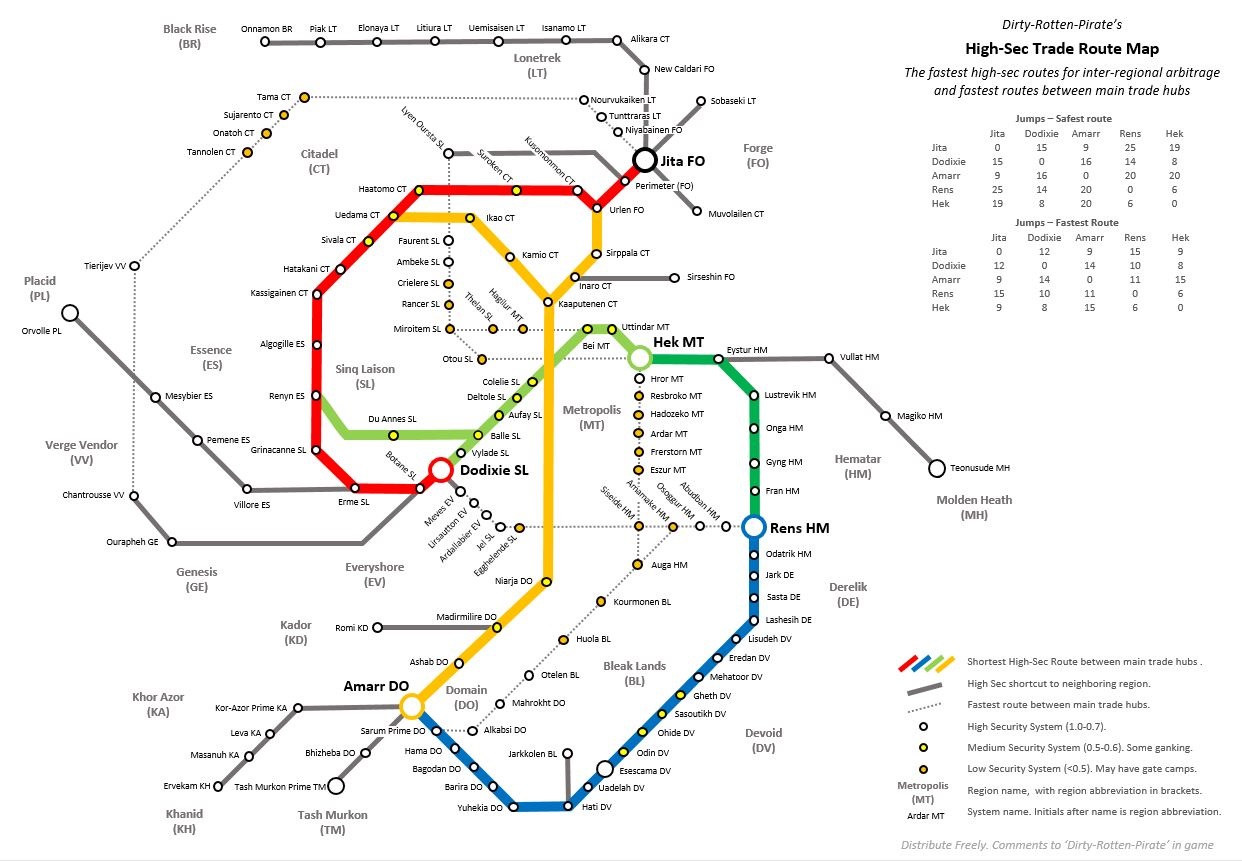 Dirty-Rotten-Pirate's
High-Sec Trade Route Map
The fastest high-sec routes for inter-regional arbitrage
and fastest routes between main trade hubs
Jumps – Safest route
Jita Dodixie Amarr Rens Hek
Jita 0 15 9 25 19
Dodixie 15 0 16 14 8
Amarr 9 16 0 20 20
Rens 25 14 20 0 6
Hek 19 8 20 6 0
Jumps – Fastest Route
Jita Dodixie Amarr Rens Hek
Jita 0 12 9 15 9
Dodixie 12 0 14 10 8
Amarr 9 14 0 11 15
Rens 15 10 11 0 6
Hek 9 8 15 6 0
Black Rise
(BR)
Onnamon BR
Piak LT
Elonaya LT
Litiura LT
Uemisaisen LT
Isanamo LT
Alikara CT
Lonetrek
(LT)
New Caldari FO
Tama CT
Sujarento CT
Onatoh CT
Tannolen CT
Nourvukaiken LT
Tunttraras LT
Niyabainen FO
Sobaseki LT
Citadel
(CT)
Lyen Oursta SL
Suroken CT
Kusomonmon CT
Jita FO
Forge
(FO)
Perimeter (FO)
Muvolailen CT
Haatomo CT
Urlen FO
Uedama CT
Ikao CT
Sivala CT
Faurent SL
Kamio CT
Sirppala CT
Hatakani CT
Ambeke SL
Tierijev VV
Crielere SL
Inaro CT
Sirseshin FO
Placid
(PL)
Kassigainen CT
Rancer SL
Thelan SL
Hagilur MT
Kaaputenen CT
Orvolle PL
Miroitem SL
Bei MT
Uttindar MT
Algogille ES
Essence
(ES)
Otou SL
Hek MT
Eystur HM
Vullat HM
Sinq Laison
(SL)
Colelie SL
Hror MT
Mesybier ES
Renyn ES
Deltole SL
Resbroko MT
Lustrevik HM
Metropolis
(MT)
Du Annes SL
Aufay SL
Hadozeko MT
Magiko HM
Pemene ES
Balle SL
Ardar MT
Onga HM
Verge Vendor
(VV)
Grinacanne SL
Vylade SL
Frerstorn MT
Botane SL
Dodixie SL
Eszur MT
Gyng HM
Hematar
(HM)
Teonusude MH
Chantrousse VV
Villore ES
Erme SL
Fran HM
Molden Heath
(MH)
Meves EV
Lirsautton EV
Ardallabier EV
Jel SL
Egghelende SL
Siseide HM
Amamake HM
Osoggur HM
Abudban HM
Rens HM
Ourapheh GE
Genesis
(GE)
Everyshore
(EV)
Auga HM
Odatrik HM
Jark DE
Niarja DO
Derelik
(DE)
Sasta DE
Kourmonen BL
Madirmilire DO
Lashesih DE
Kador
(KD)
Romi KD
Huola BL
Lisudeh DV
Ashab DO
Bleak Lands
(BL)
Eredan DV
Otelen BL
Mehatoor DV
Amarr DO
Domain
(DO)
Khor Azor
(KA)
Kor-Azor Prime KA
Mahrokht DO
Gheth DV
Sasoutikh DV
Leva KA
Sarum Prime DO
Alkabsi DO
Ohide DV
Devoid
(DV)
Masanuh KA
Bhizheba DO
Hama DO
Jarkkolen BL
Odin DV
Bagodan DO
Esescama DV
Ervekam KH
Tash Murkon Prime TM
Barira DO
Uadelah DV
Yuhekia DO
Hati DV
Khanid
(KH)
Tash Murkon
(TM)
Shortest High-Sec Route between main trade hubs .
High Sec shortcut to neighboring region.
Fastest route between main trade hubs.
High Security System (1.0-0.7).
Medium Security System (0.5-0.6). Some ganking.
Low Security System (<0.5). May have gate camps.
Metropolis
(MT)
Region name, with region abbreviation in brackets.
Ardar MT
System name. Initials after name is region abbreviation.
Distribute Freely. Comments to 'Dirty-Rotten-Pirate' in game